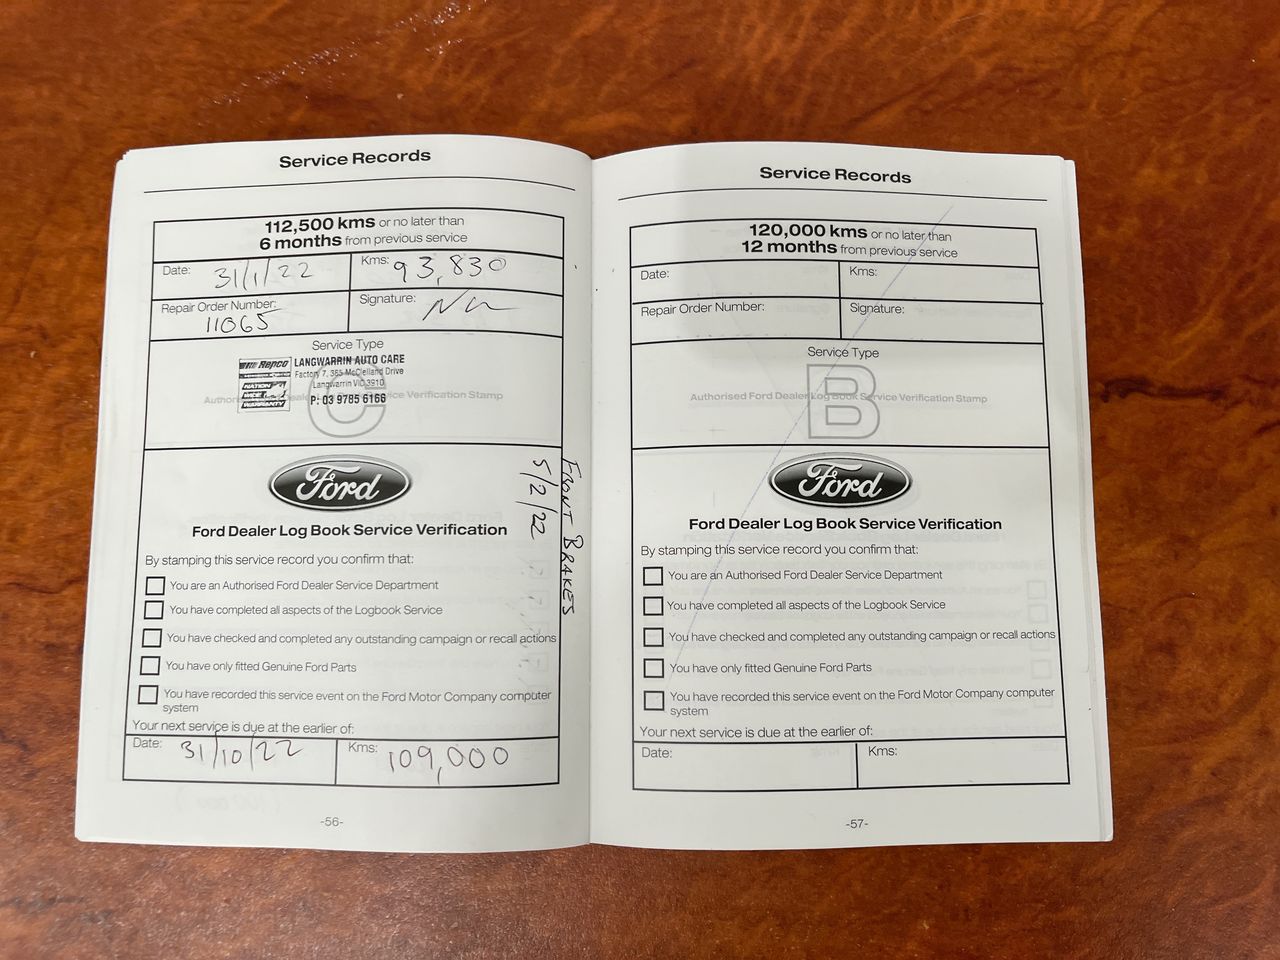 Service Records
112,500 kms or no later than
6 months from previous service
Date: 31/1/22
Kms: 93,830
Repair Order Number:
11065
Signature:
Service Type
Repco
NATION
WIDE
WARRANTY
LANGWARRIN AUTO CARE
Factory 7, 385 McClelland Drive
Langwarrin VIC 3910
P: 03 9785 6166
C
Ford
Ford Dealer Log Book Service Verification
5/2/22
FRONT BRAKES
By stamping this service record you confirm that:
You are an Authorised Ford Dealer Service Department
You have completed all aspects of the Logbook Service
You have checked and completed any outstanding campaign or recall actions
You have only fitted Genuine Ford Parts
You have recorded this service event on the Ford Motor Company computer
system
Your next service is due at the earlier of:
Date: 31/10/22
Kms: 109,000
-56-
Service Records
120,000 kms or no later than
12 months from previous service
Date:
Kms:
Repair Order Number:
Signature:
Service Type
Authorised Ford Dealer Log Book Service Verification Stamp
B
Ford
Ford Dealer Log Book Service Verification
By stamping this service record you confirm that:
You are an Authorised Ford Dealer Service Department
You have completed all aspects of the Logbook Service
You have checked and completed any outstanding campaign or recall actions
You have only fitted Genuine Ford Parts
You have recorded this service event on the Ford Motor Company computer
system
Your next service is due at the earlier of:
Date:
Kms:
-57-